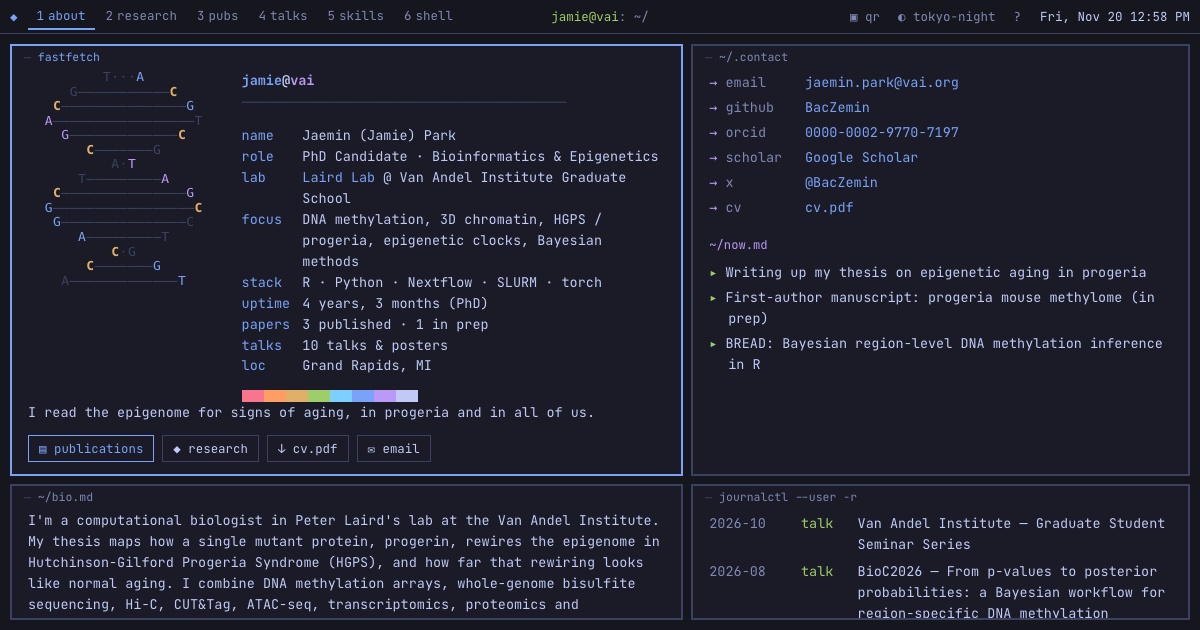 ◆ 1 about 2 research 3 pubs 4 talks 5 skills 6 shell jamie@vai: ~/ ▣ qr ◐ tokyo-night ? Fri, Nov 20 12:58 PM
— fastfetch
T···A
G———————————C
C———————————————G
A—————————————————T
G—————————————C
C———————G
A·T
T—————————A
C———————————————G
G—————————————————C
G———————————————C
A—————————T
C·G
C———————G
A—————————————T
jamie@vai
name Jaemin (Jamie) Park
role PhD Candidate · Bioinformatics & Epigenetics
lab Laird Lab @ Van Andel Institute Graduate
School
focus DNA methylation, 3D chromatin, HGPS /
progeria, epigenetic clocks, Bayesian
methods
stack R · Python · Nextflow · SLURM · torch
uptime 4 years, 3 months (PhD)
papers 3 published · 1 in prep
talks 10 talks & posters
loc Grand Rapids, MI
I read the epigenome for signs of aging, in progeria and in all of us.
▤ publications ◆ research ↓ cv.pdf ✉ email
— ~/.contact
→ email jaemin.park@vai.org
→ github BacZemin
→ orcid 0000-0002-9770-7197
→ scholar Google Scholar
→ x @BacZemin
→ cv cv.pdf
~/now.md
▸ Writing up my thesis on epigenetic aging in progeria
▸ First-author manuscript: progeria mouse methylome (in
prep)
▸ BREAD: Bayesian region-level DNA methylation inference
in R
— ~/bio.md
I'm a computational biologist in Peter Laird's lab at the Van Andel Institute.
My thesis maps how a single mutant protein, progerin, rewires the epigenome in
Hutchinson-Gilford Progeria Syndrome (HGPS), and how far that rewiring looks
like normal aging. I combine DNA methylation arrays, whole-genome bisulfite
sequencing, Hi-C, CUT&Tag, ATAC-seq, transcriptomics, proteomics and
— journalctl --user -r
2026-10 talk Van Andel Institute — Graduate Student
Seminar Series
2026-08 talk BioC2026 — From p-values to posterior
probabilities: a Bayesian workflow for
region-specific DNA methylation